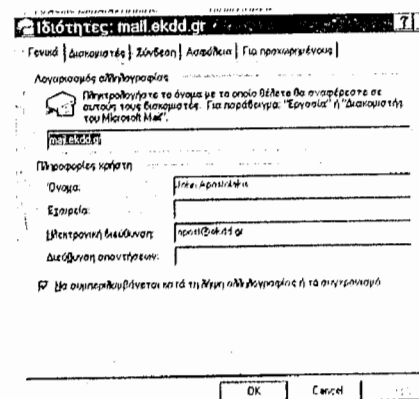 Ιδιότητες: mail.ekdd.gr
Γενικά Διακομιστές Σύνδεση Ασφάλεια Για προχωρημένους
Λογαριασμός αλληλογραφίας
Πληκτρολογήστε το όνομα με το οποίο θέλετε θα αναφέρεστε σε
αυτούς τους διακομιστές. Για παράδειγμα: "Εργασία" ή "Διακομιστής
του Microsoft Mail".
mail.ekdd.gr
Πληροφορίες χρήστη
Όνομα:
Εταιρεία:
Ηλεκτρονική διεύθυνση:
Διεύθυνση απαντήσεων:
Να συμπεριλαμβάνεται κατά τη λήψη αλληλογραφίας ή το συγχρονισμό
OK Cancel